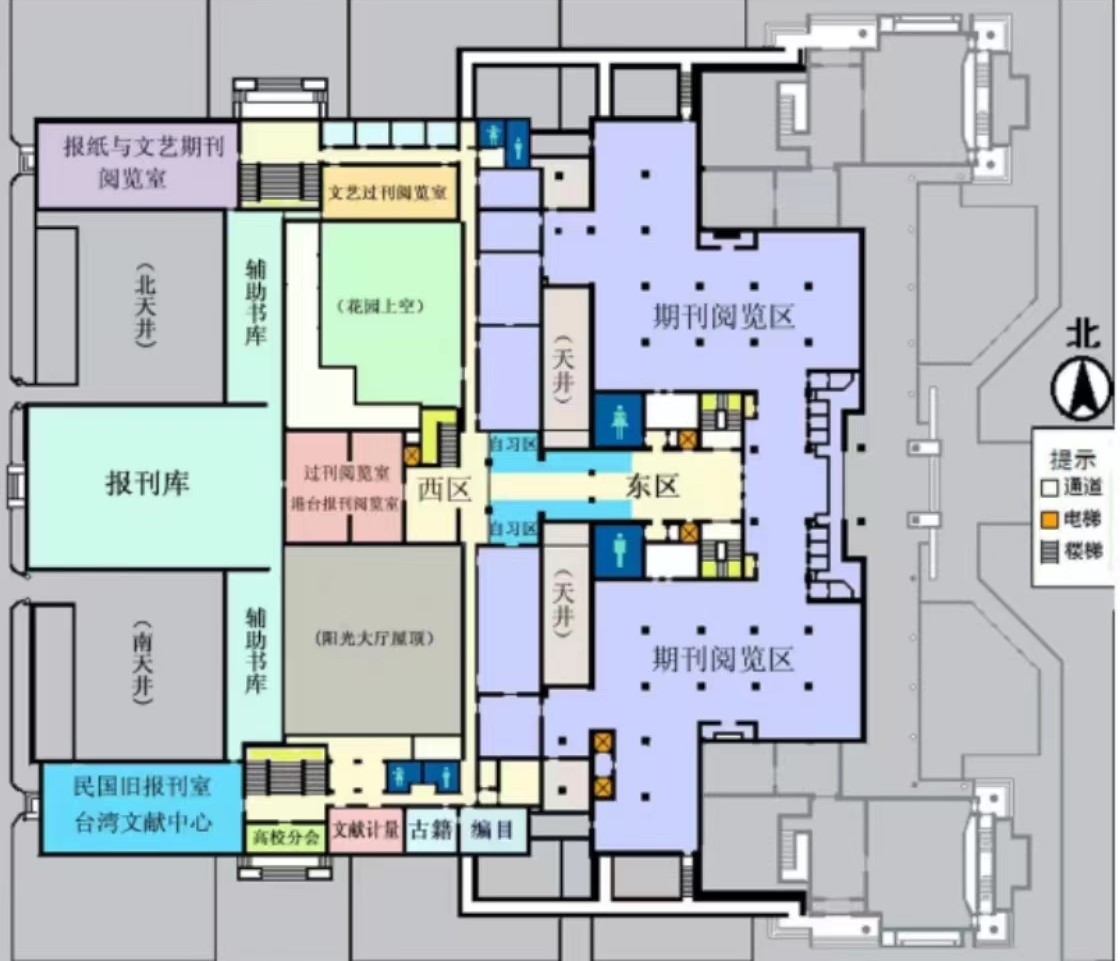 报纸与文艺期刊
阅览室
文艺过刊阅览室
（北天井）
辅助书库
（花园上空）
期刊阅览区
（天井）
北
报刊库
过刊阅览室
港台报刊阅览室
西区
自习区
东区
自习区
提示
通道
电梯
楼梯
（南天井）
辅助书库
(阳光大厅屋顶)
（天井）
期刊阅览区
民国旧报刊室
台湾文献中心
高校分会
文献计量
古籍
编目